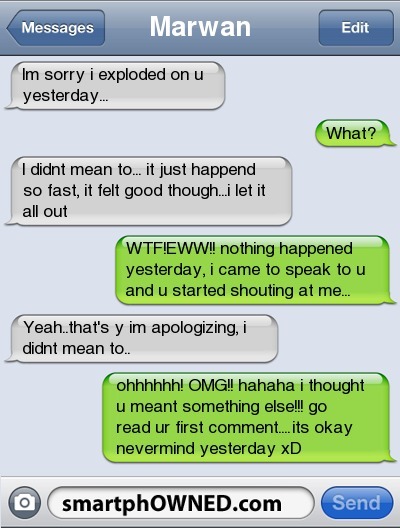 Messages
Marwan
Edit
Im sorry i exploded on u
yesterday...
What?
I didnt mean to... it just happend
so fast, it felt good though...i let it
all out
WTF!EWW!! nothing happened
yesterday, i came to speak to u
and u started shouting at me...
Yeah..that's y im apologizing, i
didnt mean to..
ohhhhhh! OMG!! hahaha i thought
u meant something else!!! go
read ur first comment....its okay
nevermind yesterday xD
smartphOWNED.com
Send